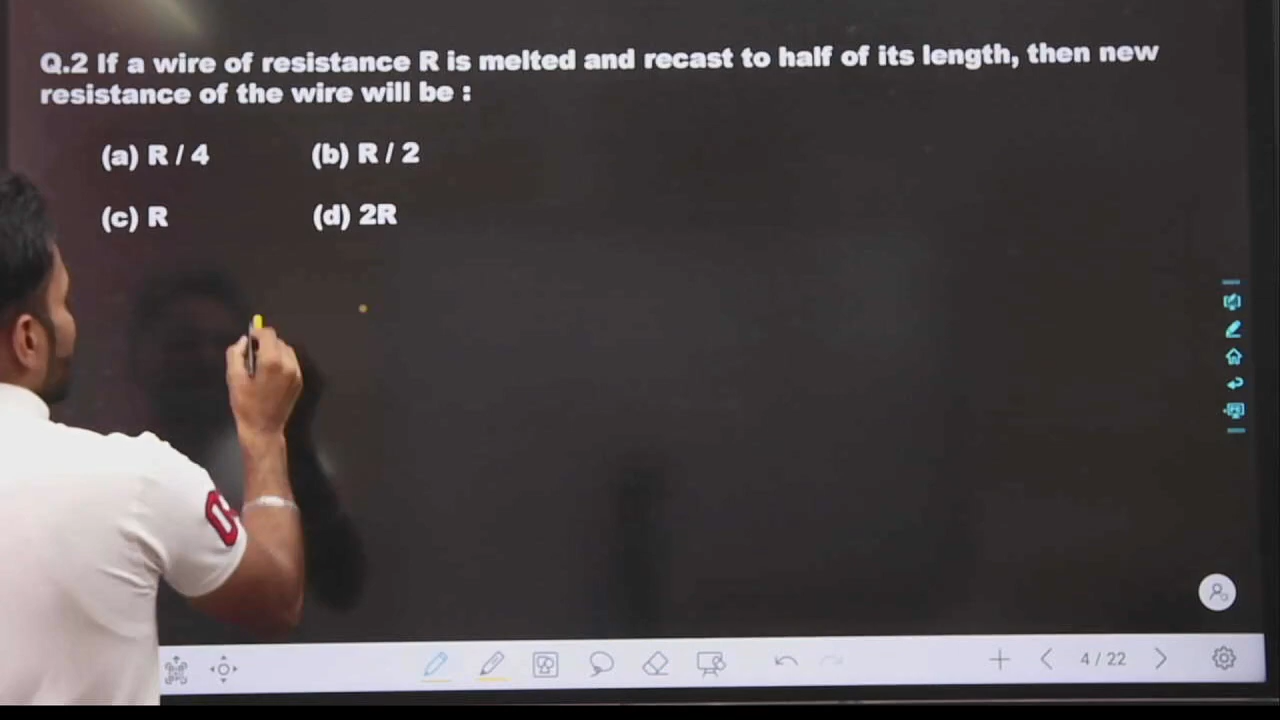 Q.2 If a wire of resistance R is melted and recast to half of its length, then new
resistance of the wire will be :
(a) R / 4 (b) R / 2
(c) R (d) 2R
4 / 22